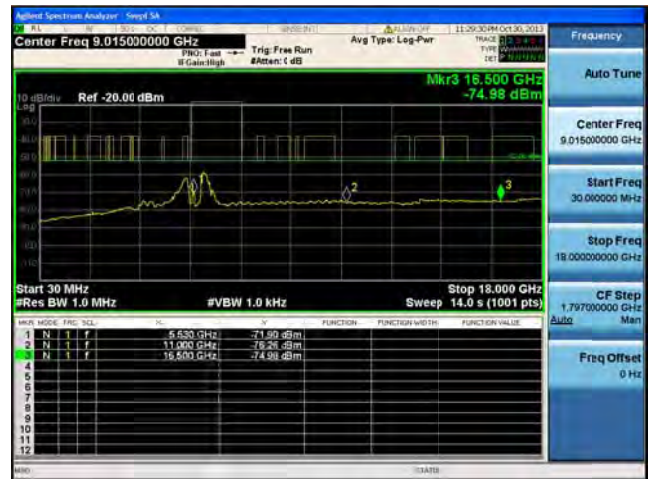 Agilent Spectrum Analyzer - Swept SA
Center Freq 9.015000000 GHz
PNO: Fast
IFGain:High
Trig: Free Run
#Atten: 0 dB
Avg Type: Log-Pwr
11:29:30 PM Oct 30, 2013
TRACE
TYPE
DET
Mkr3 16.500 GHz
-74.98 dBm
10 dB/div
Log
Ref -20.00 dBm
1
2
3
Start 30 MHz
#Res BW 1.0 MHz
#VBW 1.0 kHz
Stop 18.000 GHz
Sweep 14.0 s (1001 pts)
MKR MODE TRC SCL X Y FUNCTION FUNCTION WIDTH FUNCTION VALUE
1 N 1 f 5.530 GHz -71.90 dBm
2 N 1 f 11.000 GHz -76.26 dBm
3 N 1 f 16.500 GHz -74.98 dBm
4
5
6
7
8
9
10
11
12
MSG
STATUS
Frequency
Auto Tune
Center Freq
9.015000000 GHz
Start Freq
30.000000 MHz
Stop Freq
18.000000000 GHz
CF Step
1.797000000 GHz
Auto Man
Freq Offset
0 Hz